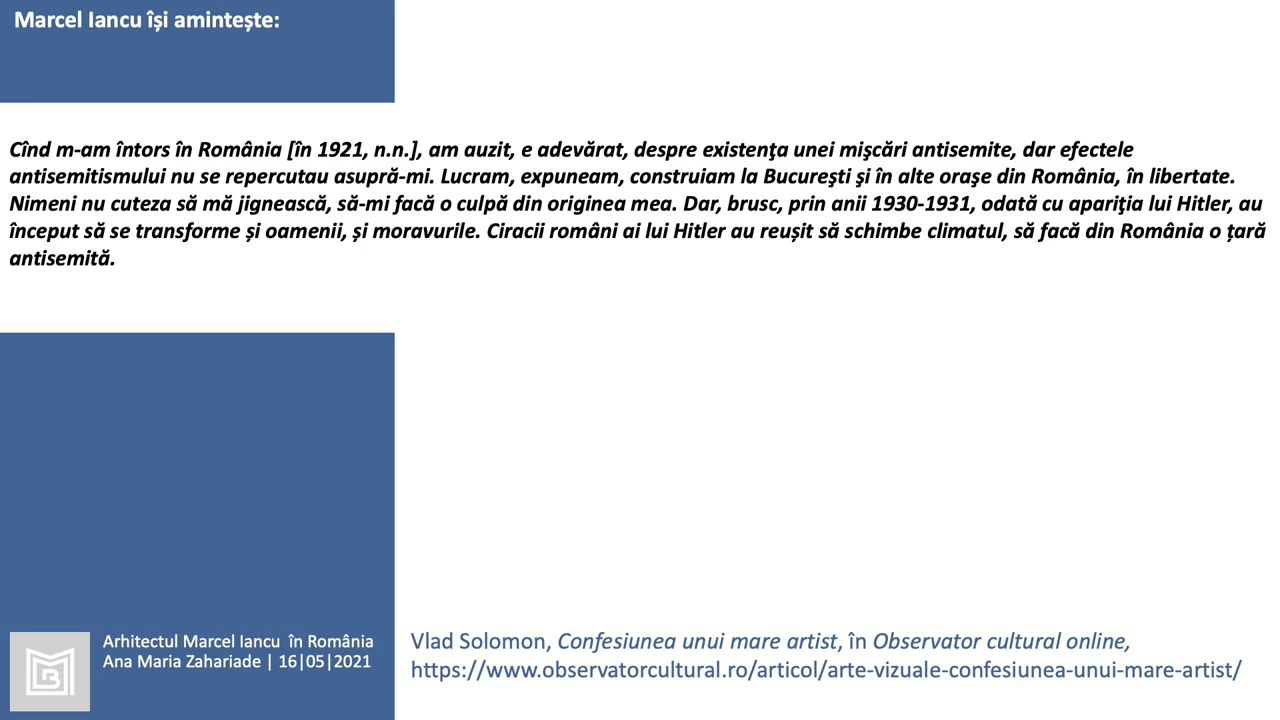 Marcel Iancu își amintește:
Cînd m-am întors în România [în 1921, n.n.], am auzit, e adevărat, despre existenţa unei mişcări antisemite, dar efectele
antisemitismului nu se repercutau asupră-mi. Lucram, expuneam, construiam la Bucureşti şi în alte oraşe din România, în libertate.
Nimeni nu cuteza să mă jignească, să-mi facă o culpă din originea mea. Dar, brusc, prin anii 1930-1931, odată cu apariţia lui Hitler, au
început să se transforme și oamenii, și moravurile. Ciracii români ai lui Hitler au reușit să schimbe climatul, să facă din România o țară
antisemită.
Arhitectul Marcel Iancu în România
Ana Maria Zahariade | 16|05|2021
Vlad Solomon, Confesiunea unui mare artist, în Observator cultural online,
https://www.observatorcultural.ro/articol/arte-vizuale-confesiunea-unui-mare-artist/